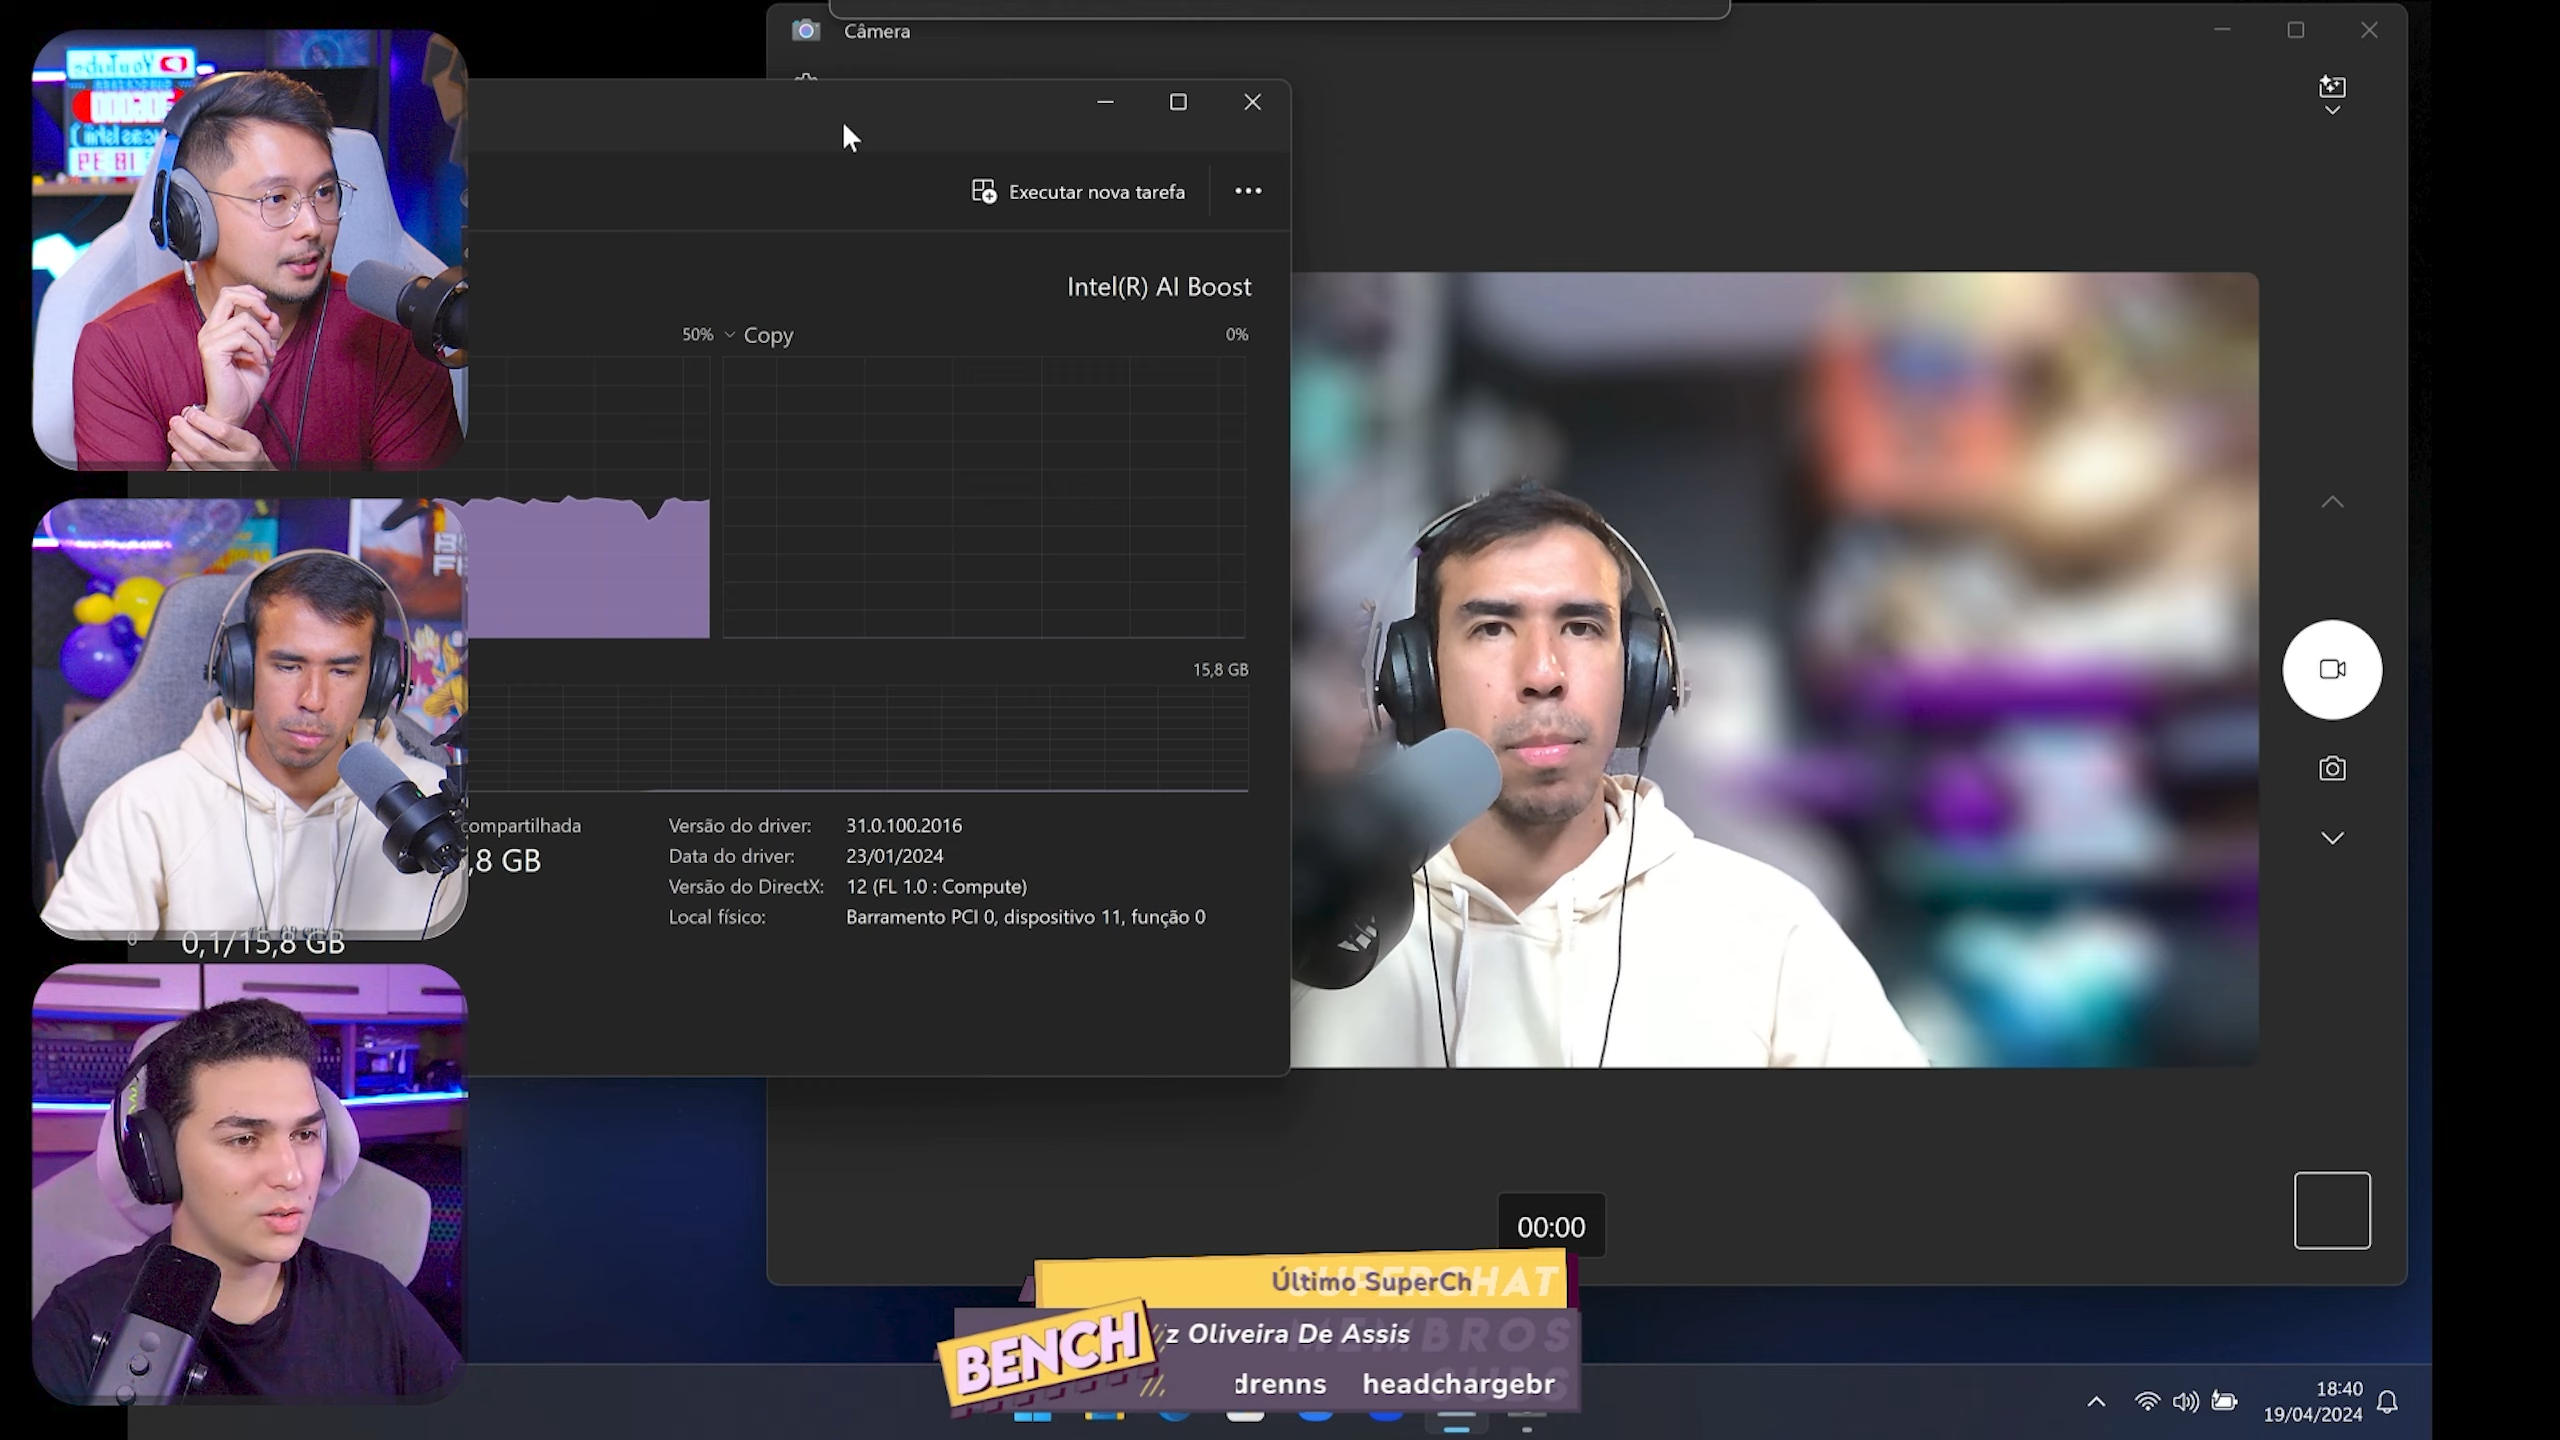 Câmera
Executar nova tarefa
Intel(R) AI Boost
50%
Copy
0%
15,8 GB
compartilhada
,8 GB
Versão do driver: 31.0.100.2016
Data do driver: 23/01/2024
Versão do DirectX: 12 (FL 1.0 : Compute)
Local físico: Barramento PCI 0, dispositivo 11, função 0
0,1/15,8 GB
00:00
Último SuperCh
SUPERCHAT
BENCH
z Oliveira De Assis
MEMBROS
SUBS
drenns headchargebr
18:40
19/04/2024